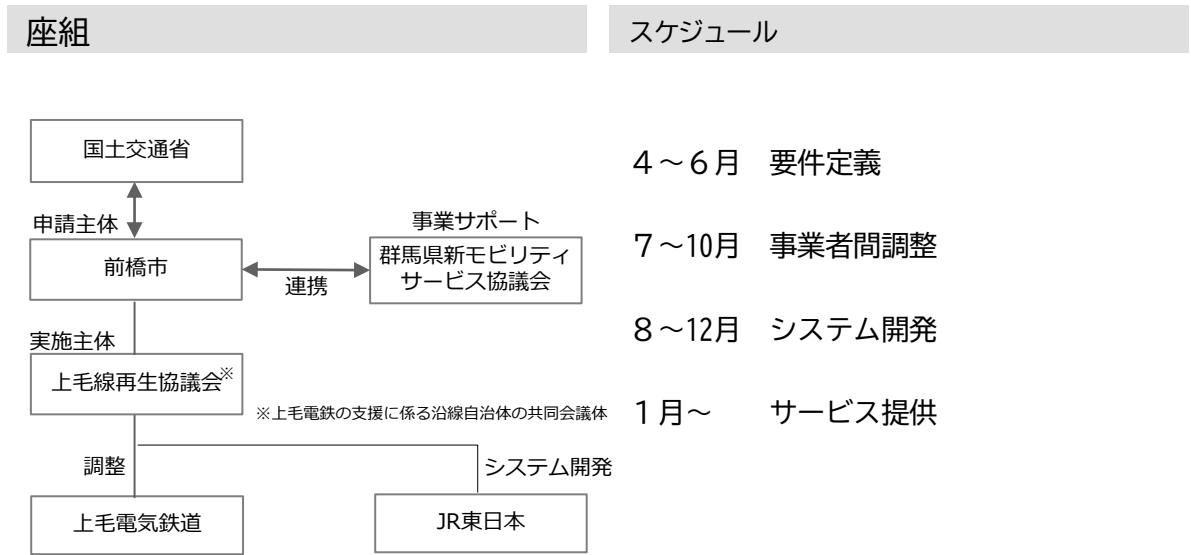 座組
国土交通省
申請主体
前橋市
連携
事業サポート
群馬県新モビリティ
サービス協議会
実施主体
上毛線再生協議会※
※上毛電鉄の支援に係る沿線自治体の共同会議体
調整
システム開発
上毛電気鉄道
JR東日本
スケジュール
４～６月　要件定義
７～10月　事業者間調整
８～12月　システム開発
１月～　　サービス提供